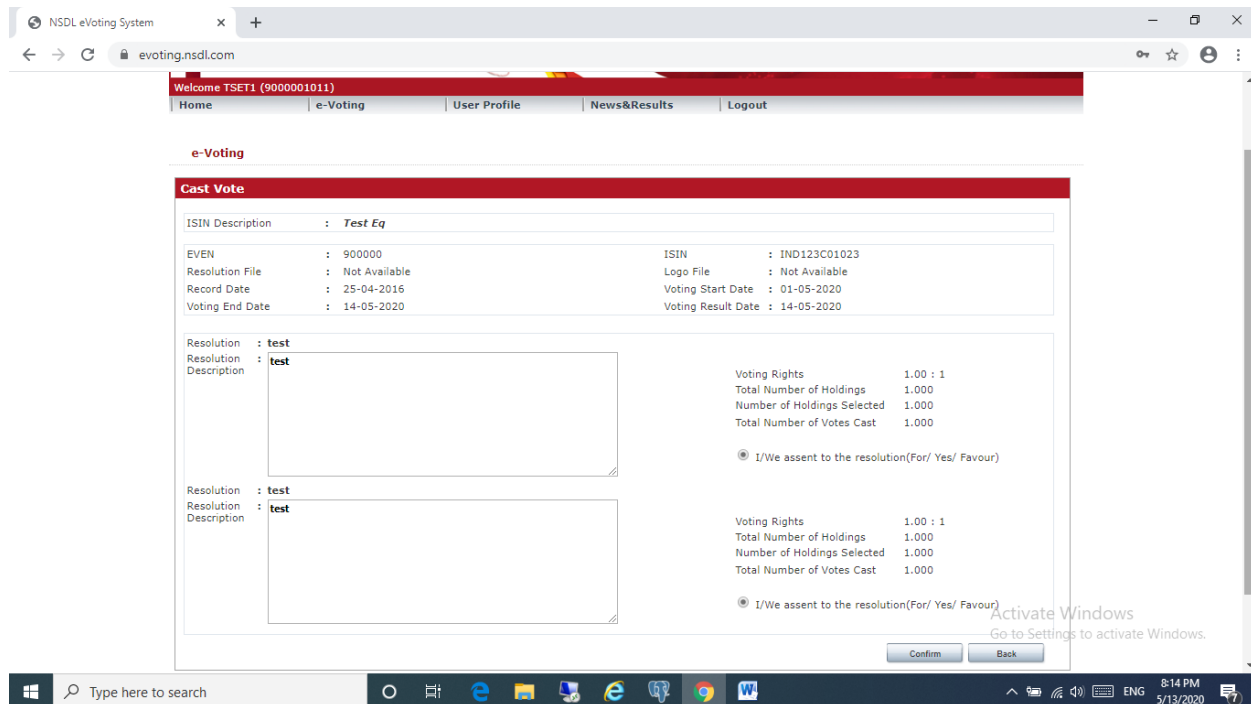 NSDL eVoting System
evoting.nsdl.com
Welcome TSET1 (9000001011)
Home e-Voting User Profile News&Results Logout
e-Voting
Cast Vote
ISIN Description : Test Eq
EVEN : 900000 ISIN : IND123C01023
Resolution File : Not Available Logo File : Not Available
Record Date : 25-04-2016 Voting Start Date : 01-05-2020
Voting End Date : 14-05-2020 Voting Result Date : 14-05-2020
Resolution : test
Resolution : test
Description
Voting Rights 1.00 : 1
Total Number of Holdings 1.000
Number of Holdings Selected 1.000
Total Number of Votes Cast 1.000
I/We assent to the resolution(For/ Yes/ Favour)
Resolution : test
Resolution : test
Description
Voting Rights 1.00 : 1
Total Number of Holdings 1.000
Number of Holdings Selected 1.000
Total Number of Votes Cast 1.000
I/We assent to the resolution(For/ Yes/ Favour)
Activate Windows
Go to Settings to activate Windows.
Confirm Back
Type here to search
ENG
8:14 PM
5/13/2020
7